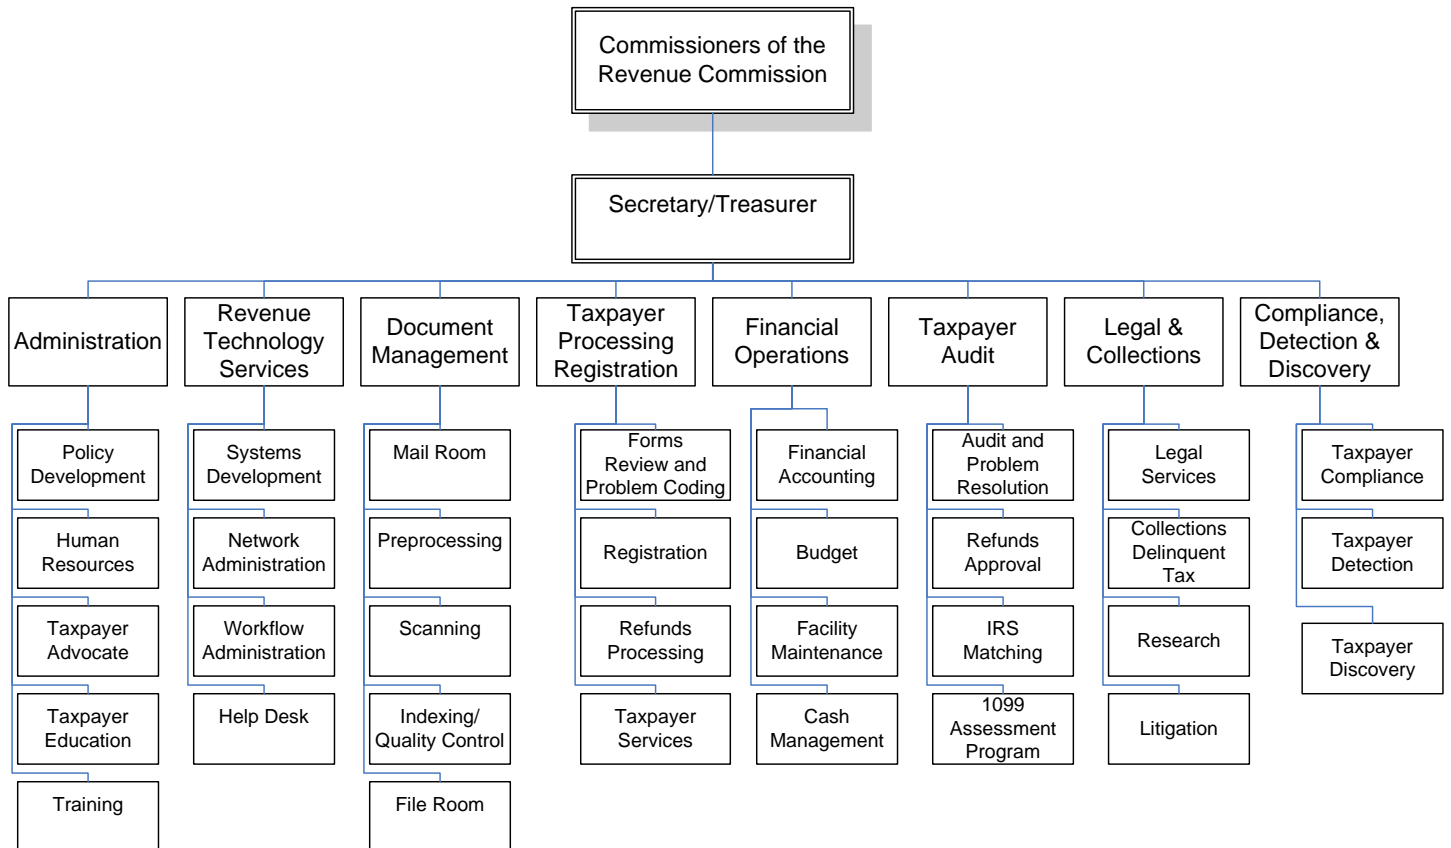 Commissioners of the
Revenue Commission
Secretary/Treasurer
Administration
Revenue
Technology
Services
Document
Management
Taxpayer
Processing
Registration
Financial
Operations
Taxpayer
Audit
Legal &
Collections
Compliance,
Detection &
Discovery
Policy
Development
Systems
Development
Mail Room
Forms
Review and
Problem Coding
Financial
Accounting
Audit and
Problem
Resolution
Legal
Services
Taxpayer
Compliance
Human
Resources
Network
Administration
Preprocessing
Registration
Budget
Refunds
Approval
Collections
Delinquent
Tax
Taxpayer
Detection
Taxpayer
Advocate
Workflow
Administration
Scanning
Refunds
Processing
Facility
Maintenance
IRS
Matching
Research
Taxpayer
Discovery
Taxpayer
Education
Help Desk
Indexing/
Quality Control
Taxpayer
Services
Cash
Management
1099
Assessment
Program
Litigation
Training
File Room